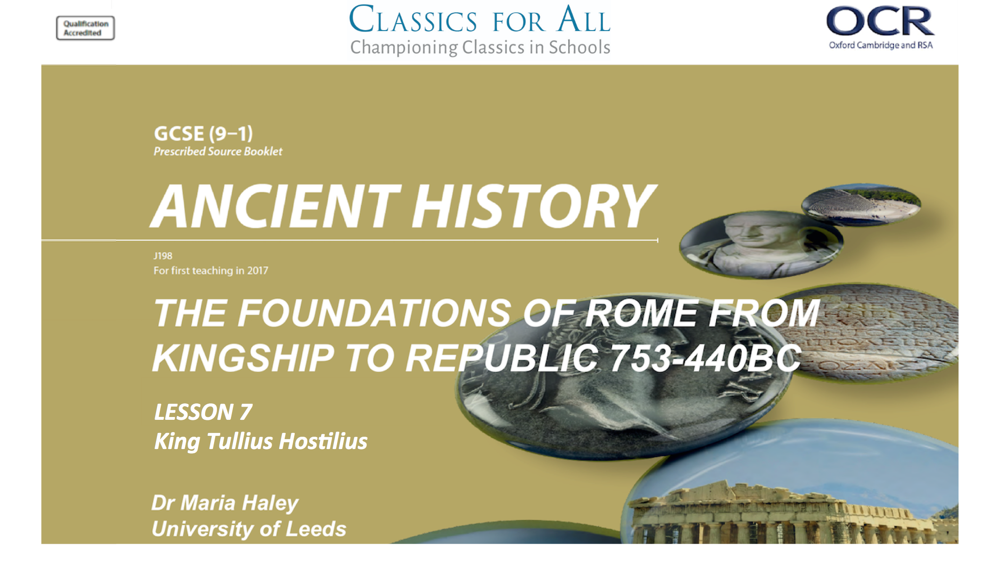 Qualification
Accredited
CLASSICS FOR ALL
Championing Classics in Schools
OCR
Oxford Cambridge and RSA
GCSE (9–1)
Prescribed Source Booklet
ANCIENT HISTORY
J198
For first teaching in 2017
THE FOUNDATIONS OF ROME FROM
KINGSHIP TO REPUBLIC 753-440BC
LESSON 7
King Tullius Hostilius
Dr Maria Haley
University of Leeds